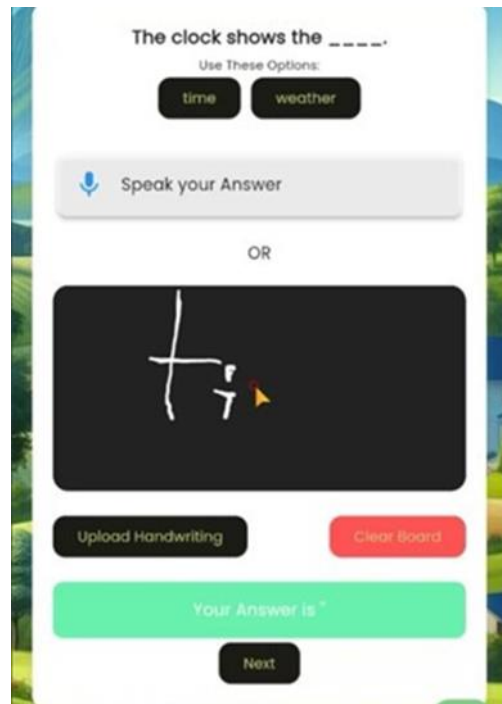 The clock shows the ____.
Use These Options:
time weather
Speak your Answer
OR
ti
Upload Handwriting Clear Board
Your Answer is "
Next